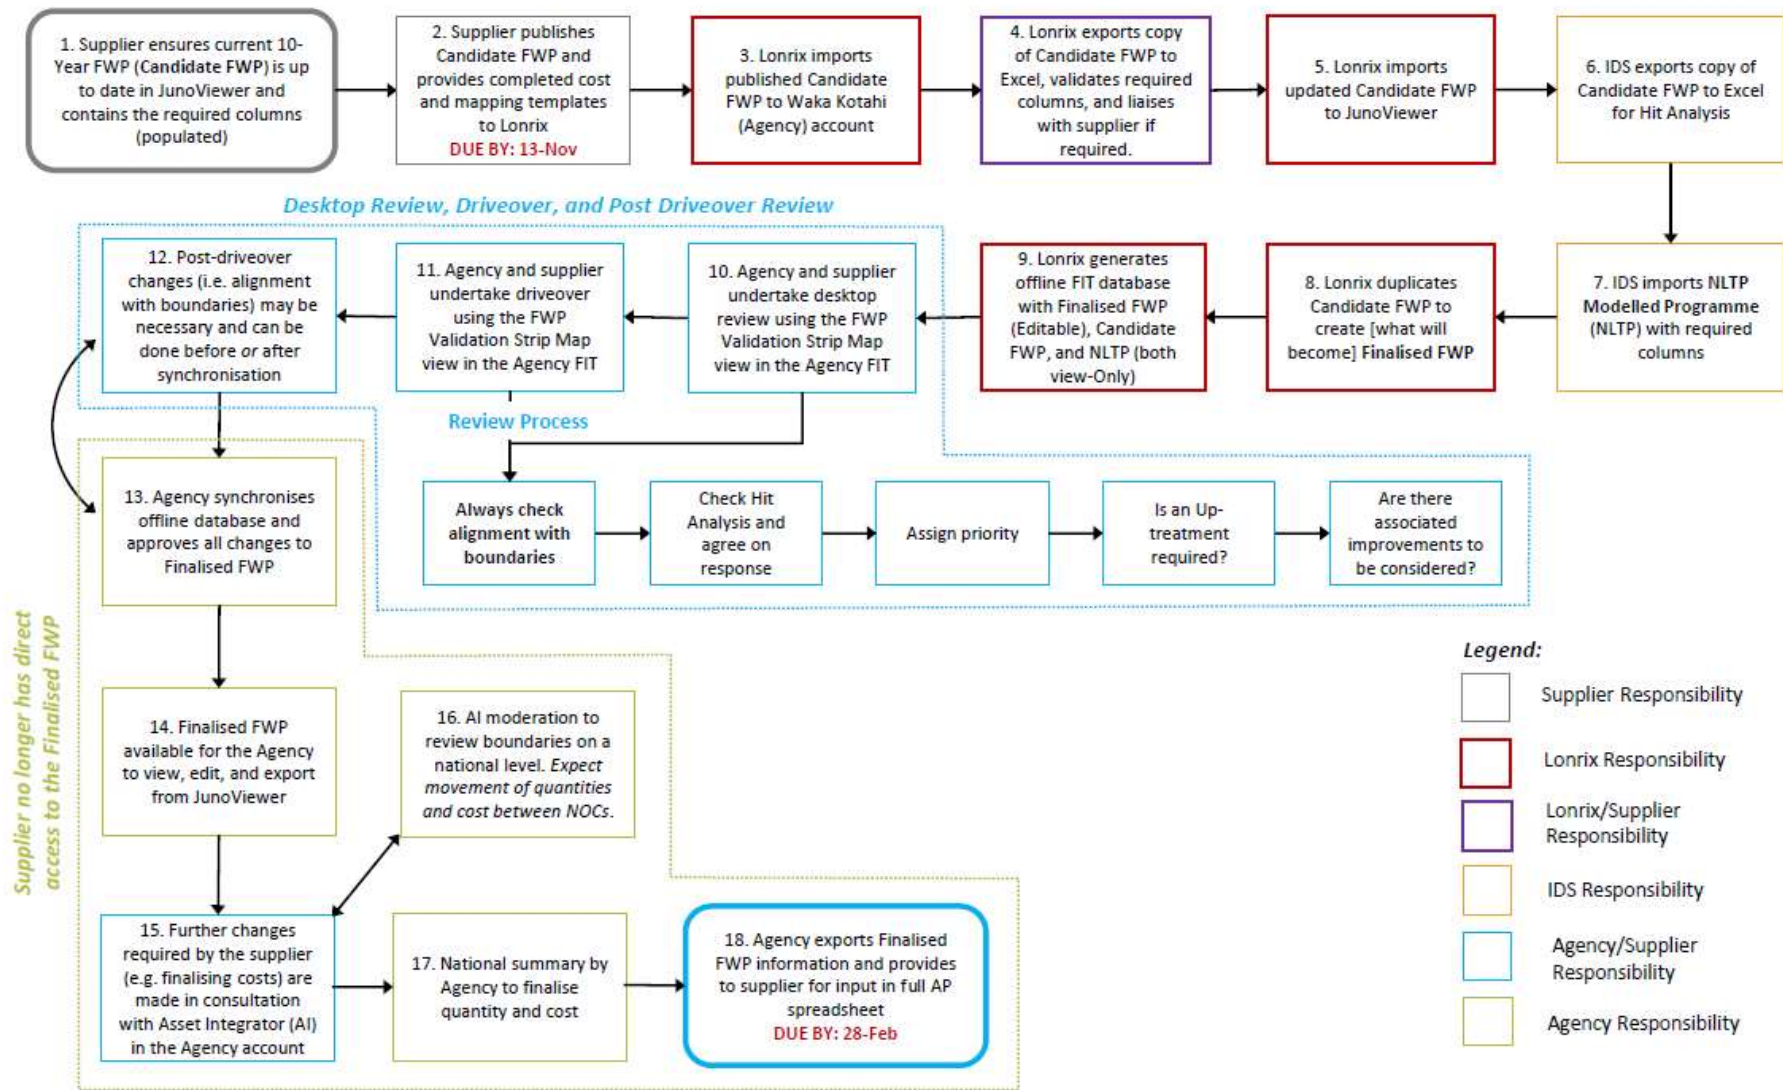 1. Supplier ensures current 10-
Year FWP (Candidate FWP) is up
to date in JunoViewer and
contains the required columns
(populated)
2. Supplier publishes
Candidate FWP and
provides completed cost
and mapping templates
to Lonrix
DUE BY: 13-Nov
3. Lonrix imports
published Candidate
FWP to Waka Kotahi
(Agency) account
4. Lonrix exports copy
of Candidate FWP to
Excel, validates required
columns, and liaises
with supplier if
required.
5. Lonrix imports
updated Candidate FWP
to JunoViewer
6. IDS exports copy of
Candidate FWP to Excel
for Hit Analysis
Desktop Review, Driveover, and Post Driveover Review
12. Post-driveover
changes (i.e. alignment
with boundaries) may be
necessary and can be
done before or after
synchronisation
11. Agency and supplier
undertake driveover
using the FWP
Validation Strip Map
view in the Agency FIT
10. Agency and supplier
undertake desktop
review using the FWP
Validation Strip Map
view in the Agency FIT
9. Lonrix generates
offline FIT database
with Finalised FWP
(Editable), Candidate
FWP, and NLTP (both
view-Only)
8. Lonrix duplicates
Candidate FWP to
create [what will
become] Finalised FWP
7. IDS imports NLTP
Modelled Programme
(NLTP) with required
columns
Review Process
Always check
alignment with
boundaries
Check Hit
Analysis and
agree on
response
Assign priority
Is an Up-
treatment
required?
Are there
associated
improvements to
be considered?
13. Agency synchronises
offline database and
approves all changes to
Finalised FWP
Supplier no longer has direct
access to the Finalised FWP
14. Finalised FWP
available for the Agency
to view, edit, and export
from JunoViewer
16. AI moderation to
review boundaries on a
national level. Expect
movement of quantities
and cost between NOCs.
15. Further changes
required by the supplier
(e.g. finalising costs) are
made in consultation
with Asset Integrator (AI)
in the Agency account
17. National summary by
Agency to finalise
quantity and cost
18. Agency exports Finalised
FWP information and provides
to supplier for input in full AP
spreadsheet
DUE BY: 28-Feb
Legend:
Supplier Responsibility
Lonrix Responsibility
Lonrix/Supplier
Responsibility
IDS Responsibility
Agency/Supplier
Responsibility
Agency Responsibility